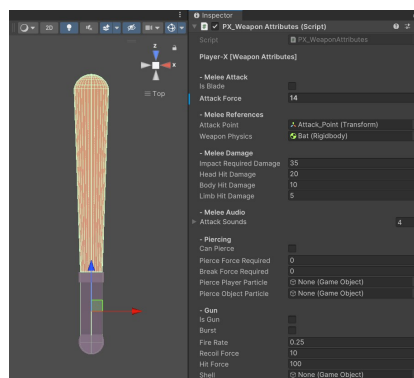 Inspector
2D
PX_Weapon Attributes (Script)
Script
PX_WeaponAttributes
Player-X [Weapon Attributes]
z
x
Top
- Melee Attack
Is Blade
Attack Force
14
- Melee References
Attack Point
Attack_Point (Transform)
Weapon Physics
Bat (Rigidbody)
- Melee Damage
Impact Required Damage
35
Head Hit Damage
20
Body Hit Damage
10
Limb Hit Damage
5
- Melee Audio
Attack Sounds
4
- Piercing
Can Pierce
Pierce Force Required
0
Break Force Required
0
Pierce Player Particle
None (Game Object)
Pierce Object Particle
None (Game Object)
- Gun
Is Gun
Burst
Fire Rate
0.25
Recoil Force
10
Hit Force
100
Shell
None (Game Object)